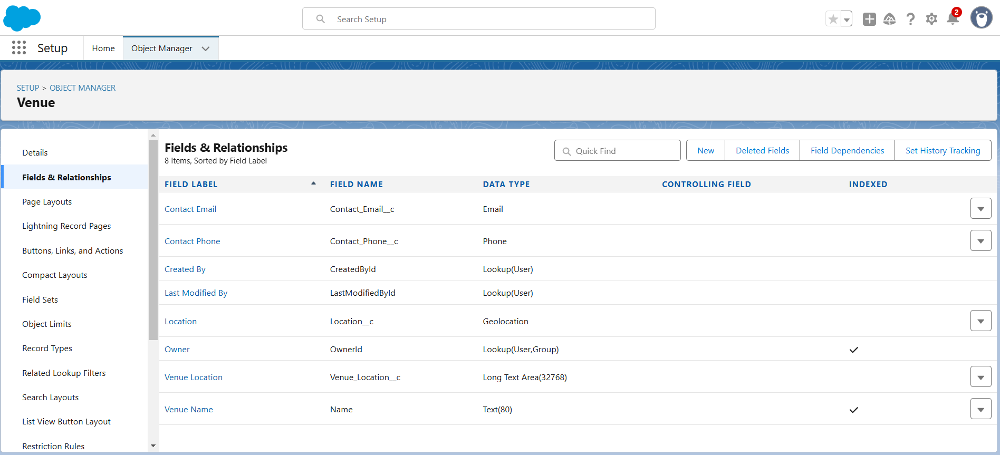 Search Setup
2
Setup
Home
Object Manager
SETUP > OBJECT MANAGER
Venue
Details
Fields & Relationships
Page Layouts
Lightning Record Pages
Buttons, Links, and Actions
Compact Layouts
Field Sets
Object Limits
Record Types
Related Lookup Filters
Search Layouts
List View Button Layout
Restriction Rules
Fields & Relationships
8 Items, Sorted by Field Label
Quick Find
New
Deleted Fields
Field Dependencies
Set History Tracking
FIELD LABEL FIELD NAME DATA TYPE CONTROLLING FIELD INDEXED
Contact Email Contact_Email__c Email
Contact Phone Contact_Phone__c Phone
Created By CreatedById Lookup(User)
Last Modified By LastModifiedById Lookup(User)
Location Location__c Geolocation
Owner OwnerId Lookup(User,Group)
Venue Location Venue_Location__c Long Text Area(32768)
Venue Name Name Text(80)